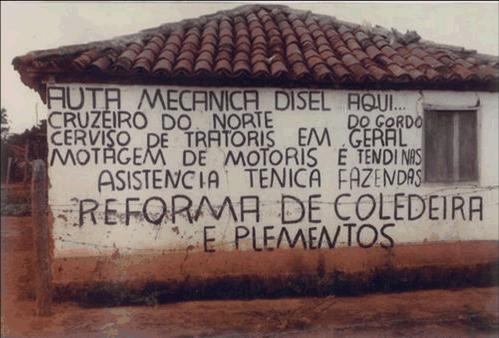 AUTA MECANICA DISEL AQUI...
CRUZEIRO DO NORTE DO GORDO
CERVISO DE TRATORIS EM GERAL
MOTAGEM DE MOTORIS E TENDINAS
ASISTENCIA TENICA FAZENDAS
REFORMA DE COLEDEIRA
E PLEMENTOS